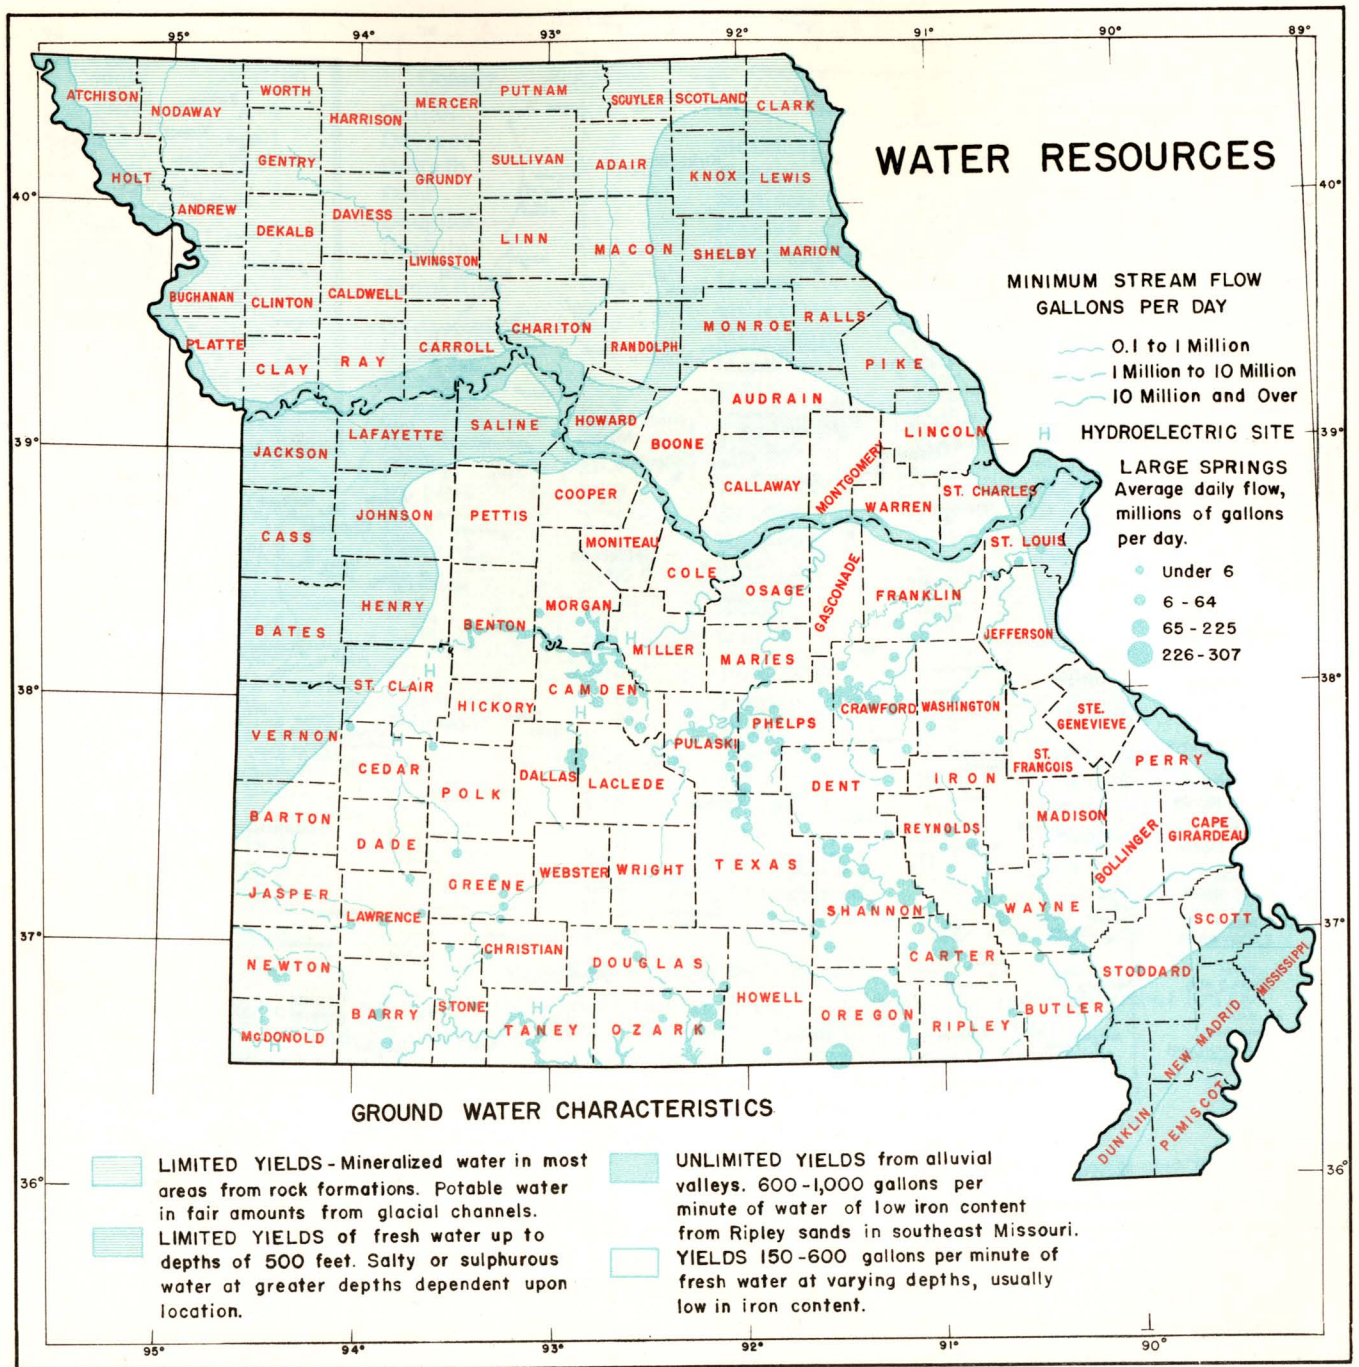 95°
94°
93°
92°
91°
90°
89°
WATER RESOURCES
ATCHISON
NODAWAY
WORTH
HARRISON
MERCER
PUTNAM
SCUYLER
SCOTLAND
CLARK
HOLT
GENTRY
GRUNDY
SULLIVAN
ADAIR
KNOX
LEWIS
40°
40°
ANDREW
DEKALB
DAVIESS
LIVINGSTON
LINN
MACON
SHELBY
MARION
BUCHANAN
CLINTON
CALDWELL
CHARITON
RANDOLPH
MONROE
RALLS
PLATTE
CLAY
RAY
CARROLL
PIKE
MINIMUM STREAM FLOW
GALLONS PER DAY
0.1 to 1 Million
1 Million to 10 Million
10 Million and Over
H HYDROELECTRIC SITE
LARGE SPRINGS
Average daily flow,
millions of gallons
per day.
Under 6
6 - 64
65 - 225
226 - 307
39°
39°
JACKSON
LAFAYETTE
SALINE
HOWARD
BOONE
AUDRAIN
LINCOLN
CASS
JOHNSON
PETTIS
COOPER
MONITEAU
CALLAWAY
MONTGOMERY
WARREN
ST. CHARLES
ST. LOUIS
BATES
HENRY
BENTON
MORGAN
COLE
OSAGE
GASCONADE
FRANKLIN
JEFFERSON
H
MILLER
MARIES
38°
38°
H
VERNON
ST. CLAIR
HICKORY
CAMDEN
H
PULASKI
PHELPS
CRAWFORD
WASHINGTON
STE.
GENEVIEVE
ST.
FRANCOIS
PERRY
H
CEDAR
POLK
DALLAS
LACLEDE
DENT
IRON
BARTON
DADE
TEXAS
REYNOLDS
MADISON
BOLLINGER
CAPE
GIRARDEAU
JASPER
LAWRENCE
GREENE
WEBSTER
WRIGHT
SHANNON
WAYNE
SCOTT
37°
37°
NEWTON
CHRISTIAN
DOUGLAS
HOWELL
CARTER
STODDARD
MISSISSIPPI
McDONOLD
H
BARRY
STONE
H
TANEY
OZARK
OREGON
RIPLEY
BUTLER
NEW MADRID
DUNKLIN
PEMISCOT
36°
36°
GROUND WATER CHARACTERISTICS
LIMITED YIELDS - Mineralized water in most
areas from rock formations. Potable water
in fair amounts from glacial channels.
LIMITED YIELDS of fresh water up to
depths of 500 feet. Salty or sulphurous
water at greater depths dependent upon
location.
UNLIMITED YIELDS from alluvial
valleys. 600 - 1,000 gallons per
minute of water of low iron content
from Ripley sands in southeast Missouri.
YIELDS 150 - 600 gallons per minute of
fresh water at varying depths, usually
low in iron content.
95°
94°
93°
92°
91°
90°